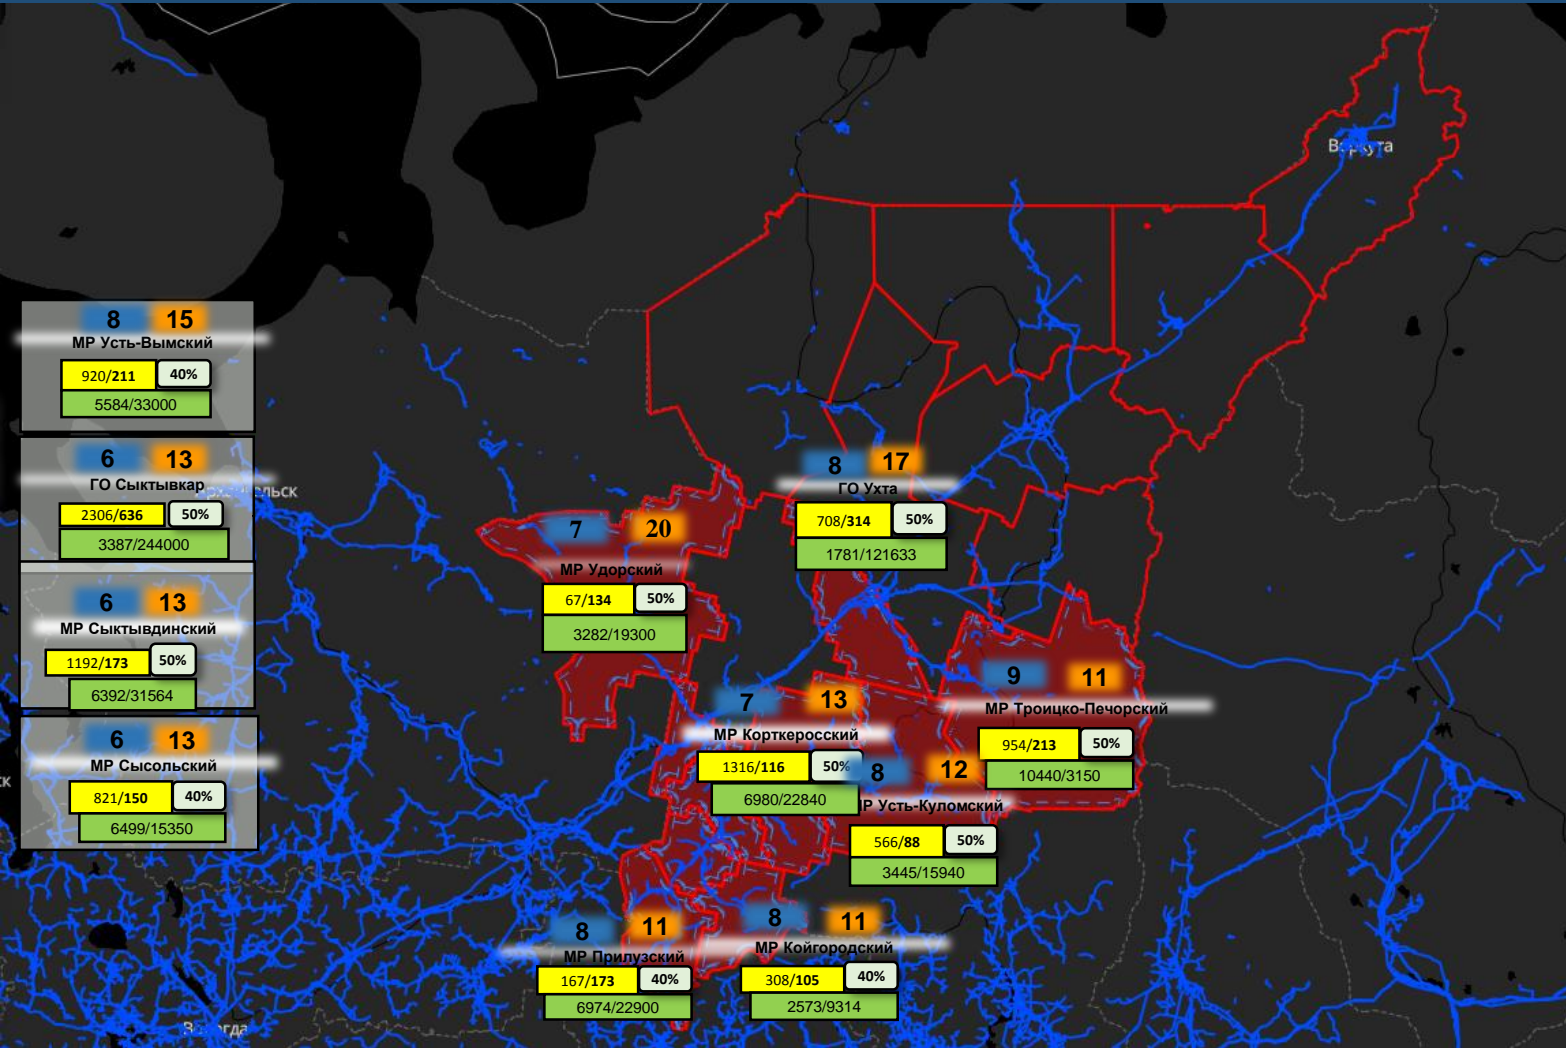 Воркута
8 15
МР Усть-Вымский
920/211 40%
5584/33000
6 13
ГО Сыктывкар
2306/636 50%
3387/244000
6 13
МР Сыктывдинский
1192/173 50%
6392/31564
6 13
МР Сысольский
821/150 40%
6499/15350
8 17
ГО Ухта
708/314 50%
1781/121633
7 20
МР Удорский
67/134 50%
3282/19300
9 11
МР Троицко-Печорский
954/213 50%
10440/3150
7 13
МР Корткеросский
1316/116 50%
6980/22840
8 12
МР Усть-Куломский
566/88 50%
3445/15940
8 11
МР Прилузский
167/173 40%
6974/22900
8 11
МР Койгородский
308/105 40%
2573/9314
Вологда